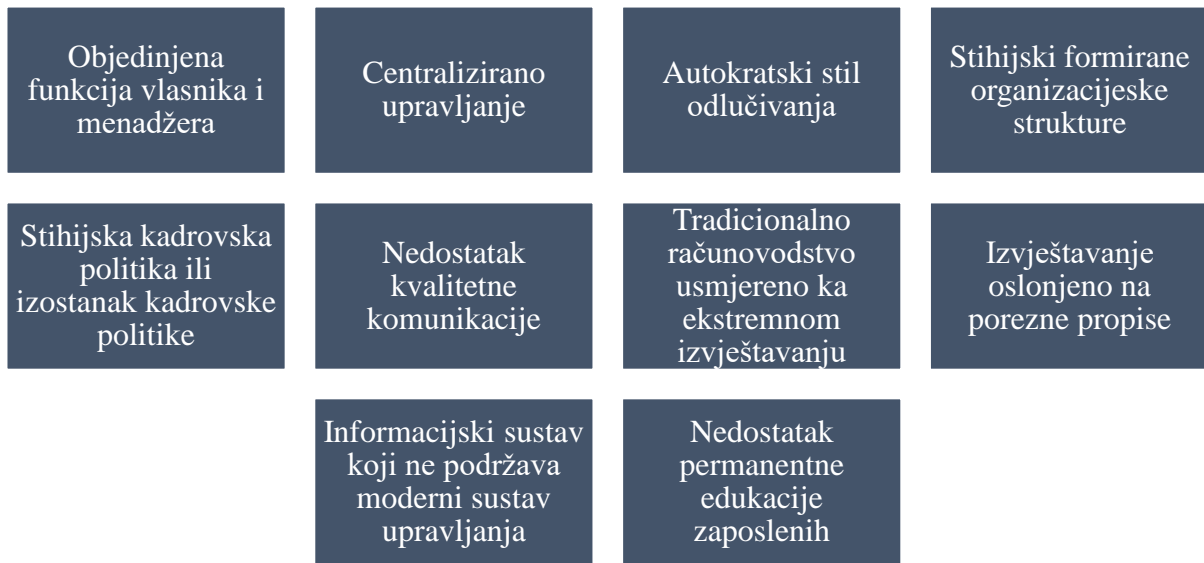 Objedinjena
funkcija vlasnika i
menadžera
Centralizirano
upravljanje
Autokratski stil
odlučivanja
Stihijski formirane
organizacijeske
strukture
Stihijska kadrovska
politika ili
izostanak kadrovske
politike
Nedostatak
kvalitetne
komunikacije
Tradicionalno
računovodstvo
usmjereno ka
ekstremnom
izvještavanju
Izvještavanje
oslonjeno na
porezne propise
Informacijski sustav
koji ne podržava
moderni sustav
upravljanja
Nedostatak
permanentne
edukacije
zaposlenih